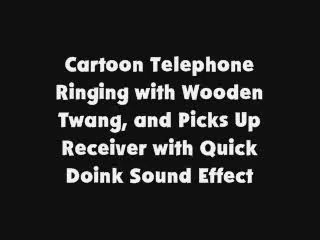 Cartoon Telephone
Ringing with Wooden
Twang, and Picks Up
Receiver with Quick
Doink Sound Effect